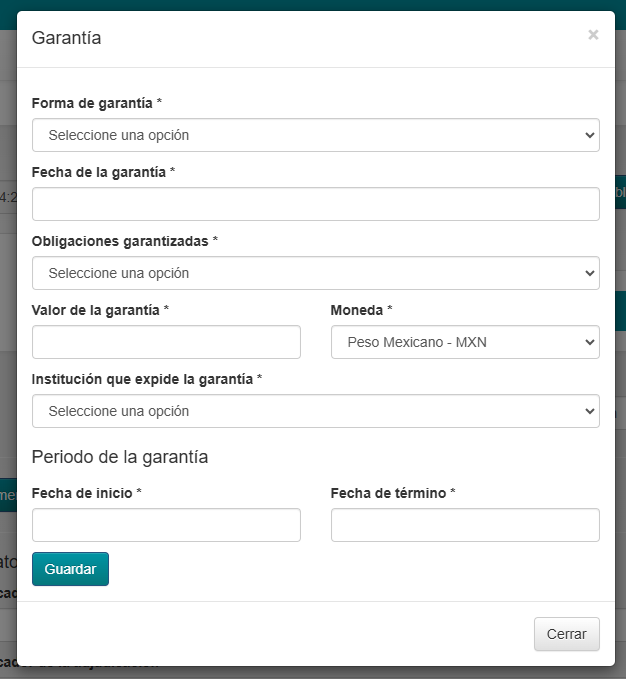 Garantía ×
Forma de garantía *
Seleccione una opción
Fecha de la garantía *
Obligaciones garantizadas *
Seleccione una opción
Valor de la garantía * Moneda *
Peso Mexicano - MXN
Institución que expide la garantía *
Seleccione una opción
Periodo de la garantía
Fecha de inicio * Fecha de término *
Guardar
Cerrar